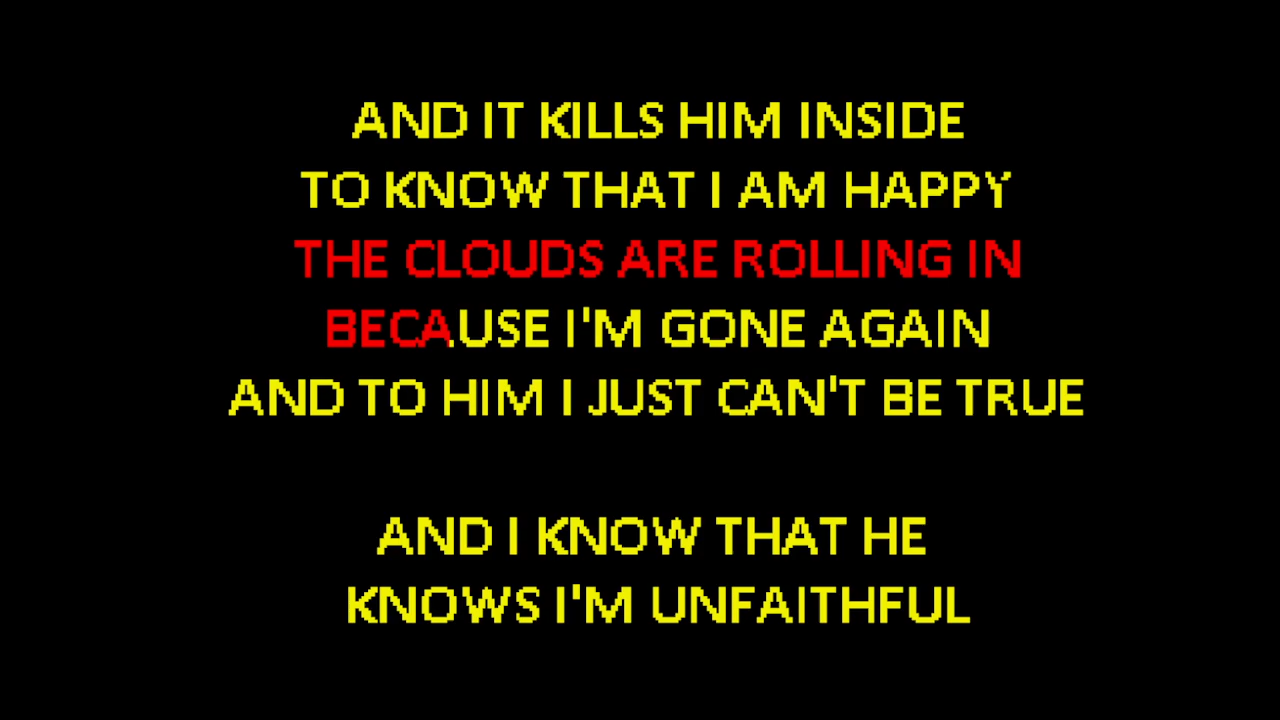 AND IT KILLS HIM INSIDE
TO KNOW THAT I AM HAPPY
THE CLOUDS ARE ROLLING IN
BECAUSE I'M GONE AGAIN
AND TO HIM I JUST CAN'T BE TRUE
AND I KNOW THAT HE
KNOWS I'M UNFAITHFUL